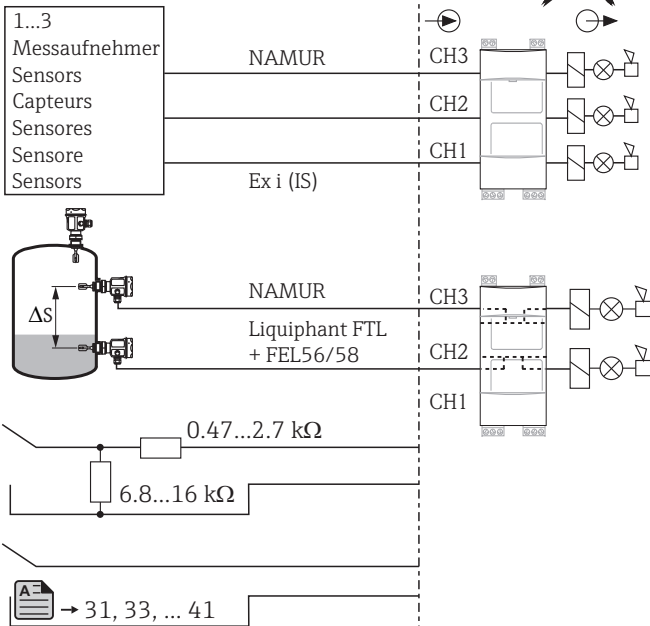 1...3
Messaufnehmer
Sensors
Capteurs
Sensores
Sensore
Sensors
NAMUR
Ex i (IS)
CH3
CH2
CH1
ΔS
NAMUR
Liquiphant FTL
+ FEL56/58
CH3
CH2
CH1
0.47...2.7 kΩ
6.8...16 kΩ
A
→ 31, 33, ... 41